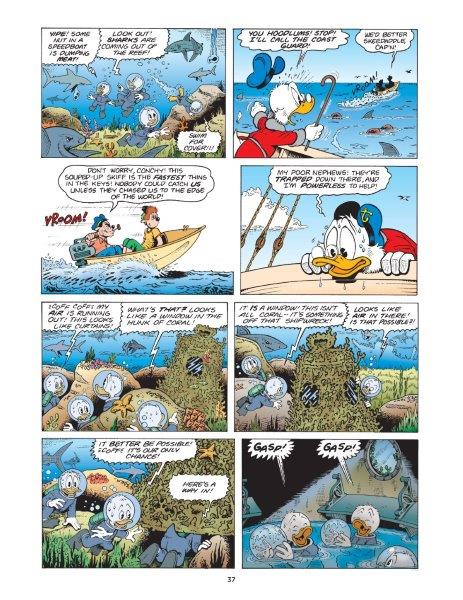 YIPE! SOME
NUT IN A
SPEEDBOAT
IS DUMPING
MEAT!
LOOK OUT!
SHARKS ARE
COMING OUT OF
THE REEF!
SWIM
FOR
COVER!!!
YOU HOODLUMS! STOP!
I'LL CALL THE COAST
GUARD!
WE'D BETTER
SKEEDADDLE,
CAP'N!
DON'T WORRY, CONCHY! THIS
SOUPED-UP SKIFF IS THE FASTEST THING
IN THE KEYS! NOBODY COULD CATCH US
UNLESS THEY CHASED US TO THE EDGE
OF THE WORLD!
VROOM!
MY POOR NEPHEWS! THEY'RE
TRAPPED DOWN THERE, AND
I'M POWERLESS TO HELP!
!COFF COFF! MY
AIR IS RUNNING
OUT! THIS LOOKS
LIKE CURTAINS!
WHAT'S THAT? LOOKS
LIKE A WINDOW IN THE
HUNK OF CORAL!
IT IS A WINDOW! THIS ISN'T
ALL CORAL -- IT'S SOMETHING
OFF THAT SHIPWRECK!
LOOKS LIKE
AIR IN THERE!
IS THAT POSSIBLE?!
IT BETTER BE POSSIBLE!
!COFF! IT'S OUR ONLY
CHANCE!
HERE'S A
WAY IN!
GASP!
GASP!
37